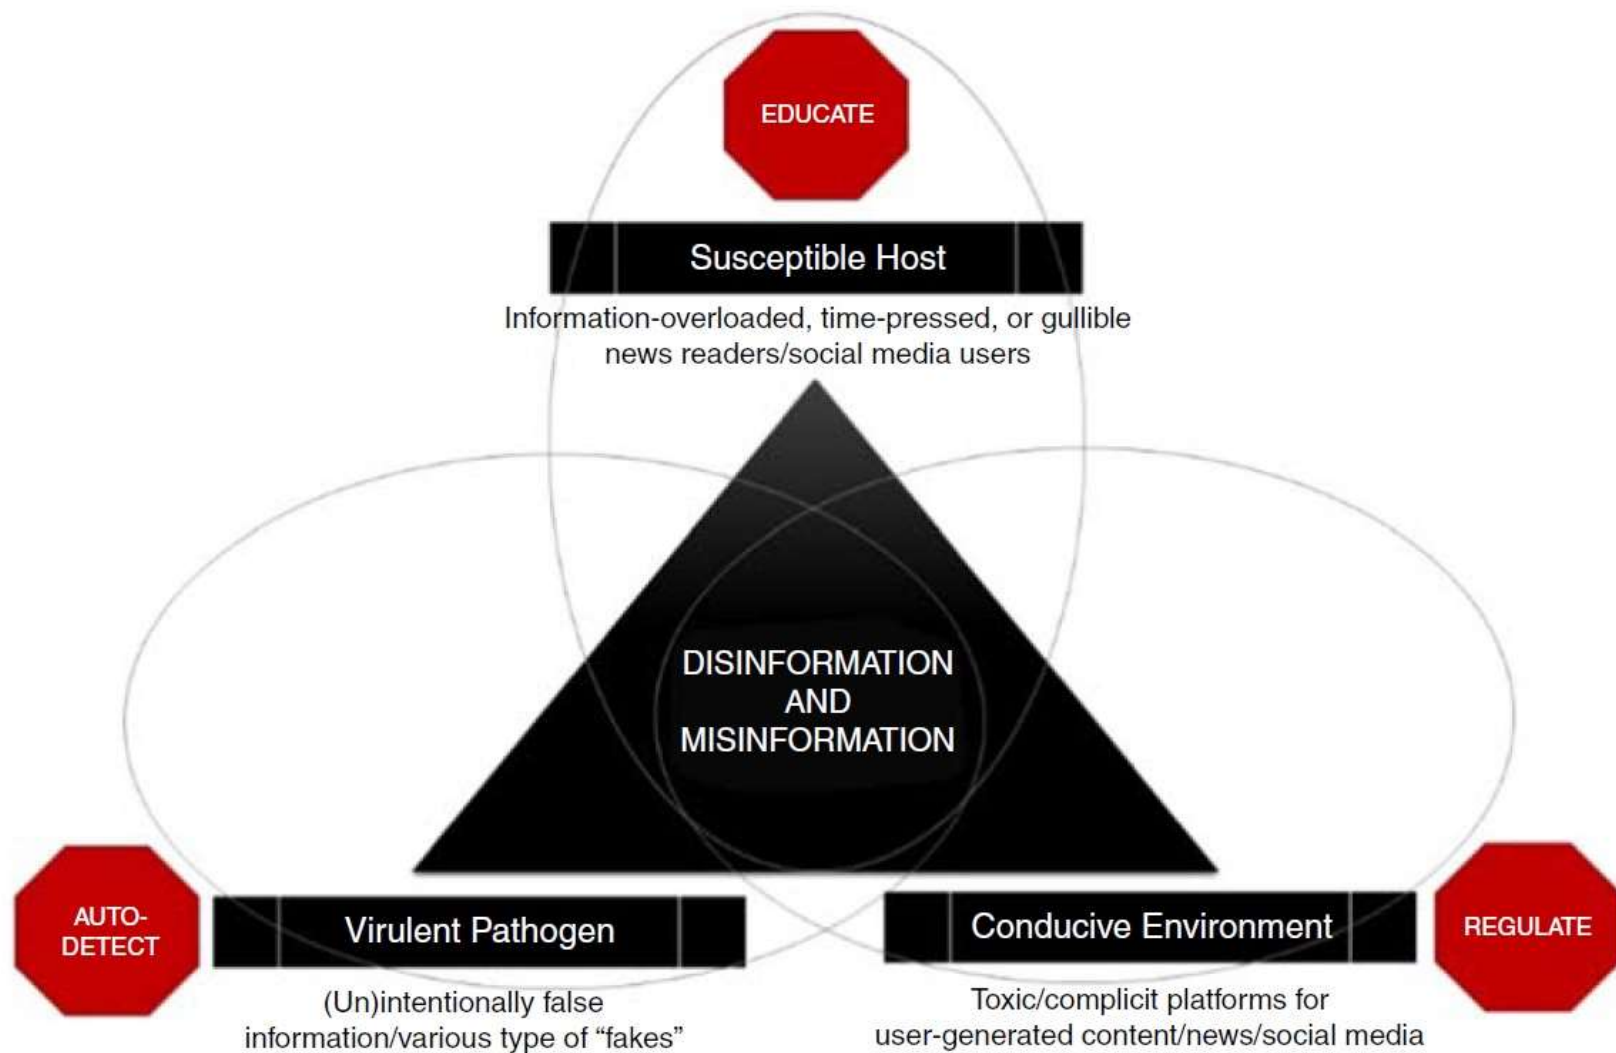 EDUCATE
Susceptible Host
Information-overloaded, time-pressed, or gullible
news readers/social media users
DISINFORMATION
AND
MISINFORMATION
AUTO-
DETECT
Virulent Pathogen
(Un)intentionally false
information/various type of “fakes”
Conducive Environment
REGULATE
Toxic/complicit platforms for
user-generated content/news/social media